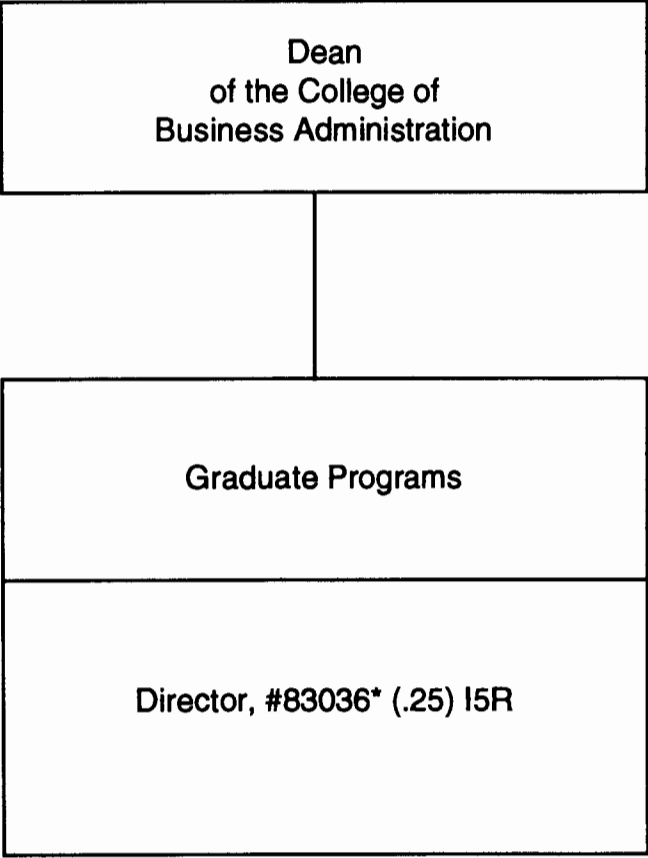 Dean
of the College of
Business Administration
Graduate Programs
Director, #83036* (.25) I5R